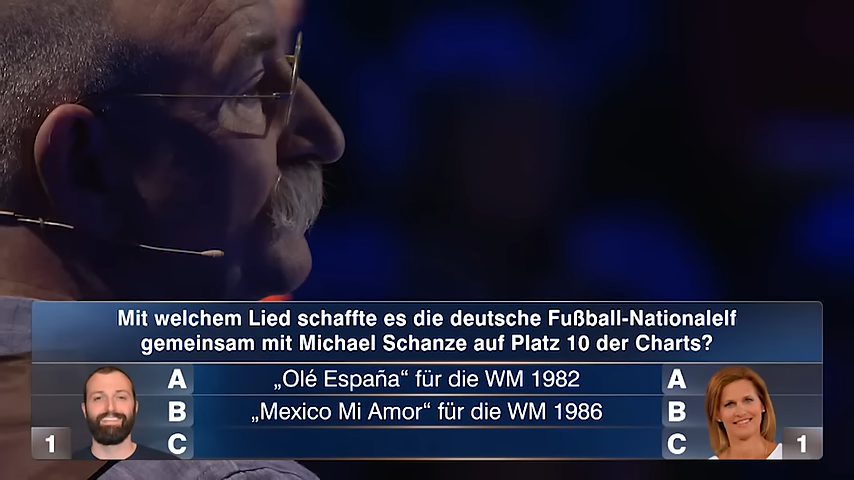 Mit welchem Lied schaffte es die deutsche Fußball-Nationalelf
gemeinsam mit Michael Schanze auf Platz 10 der Charts?
A „Olé España“ für die WM 1982 A
B „Mexico Mi Amor“ für die WM 1986 B
1 C C 1